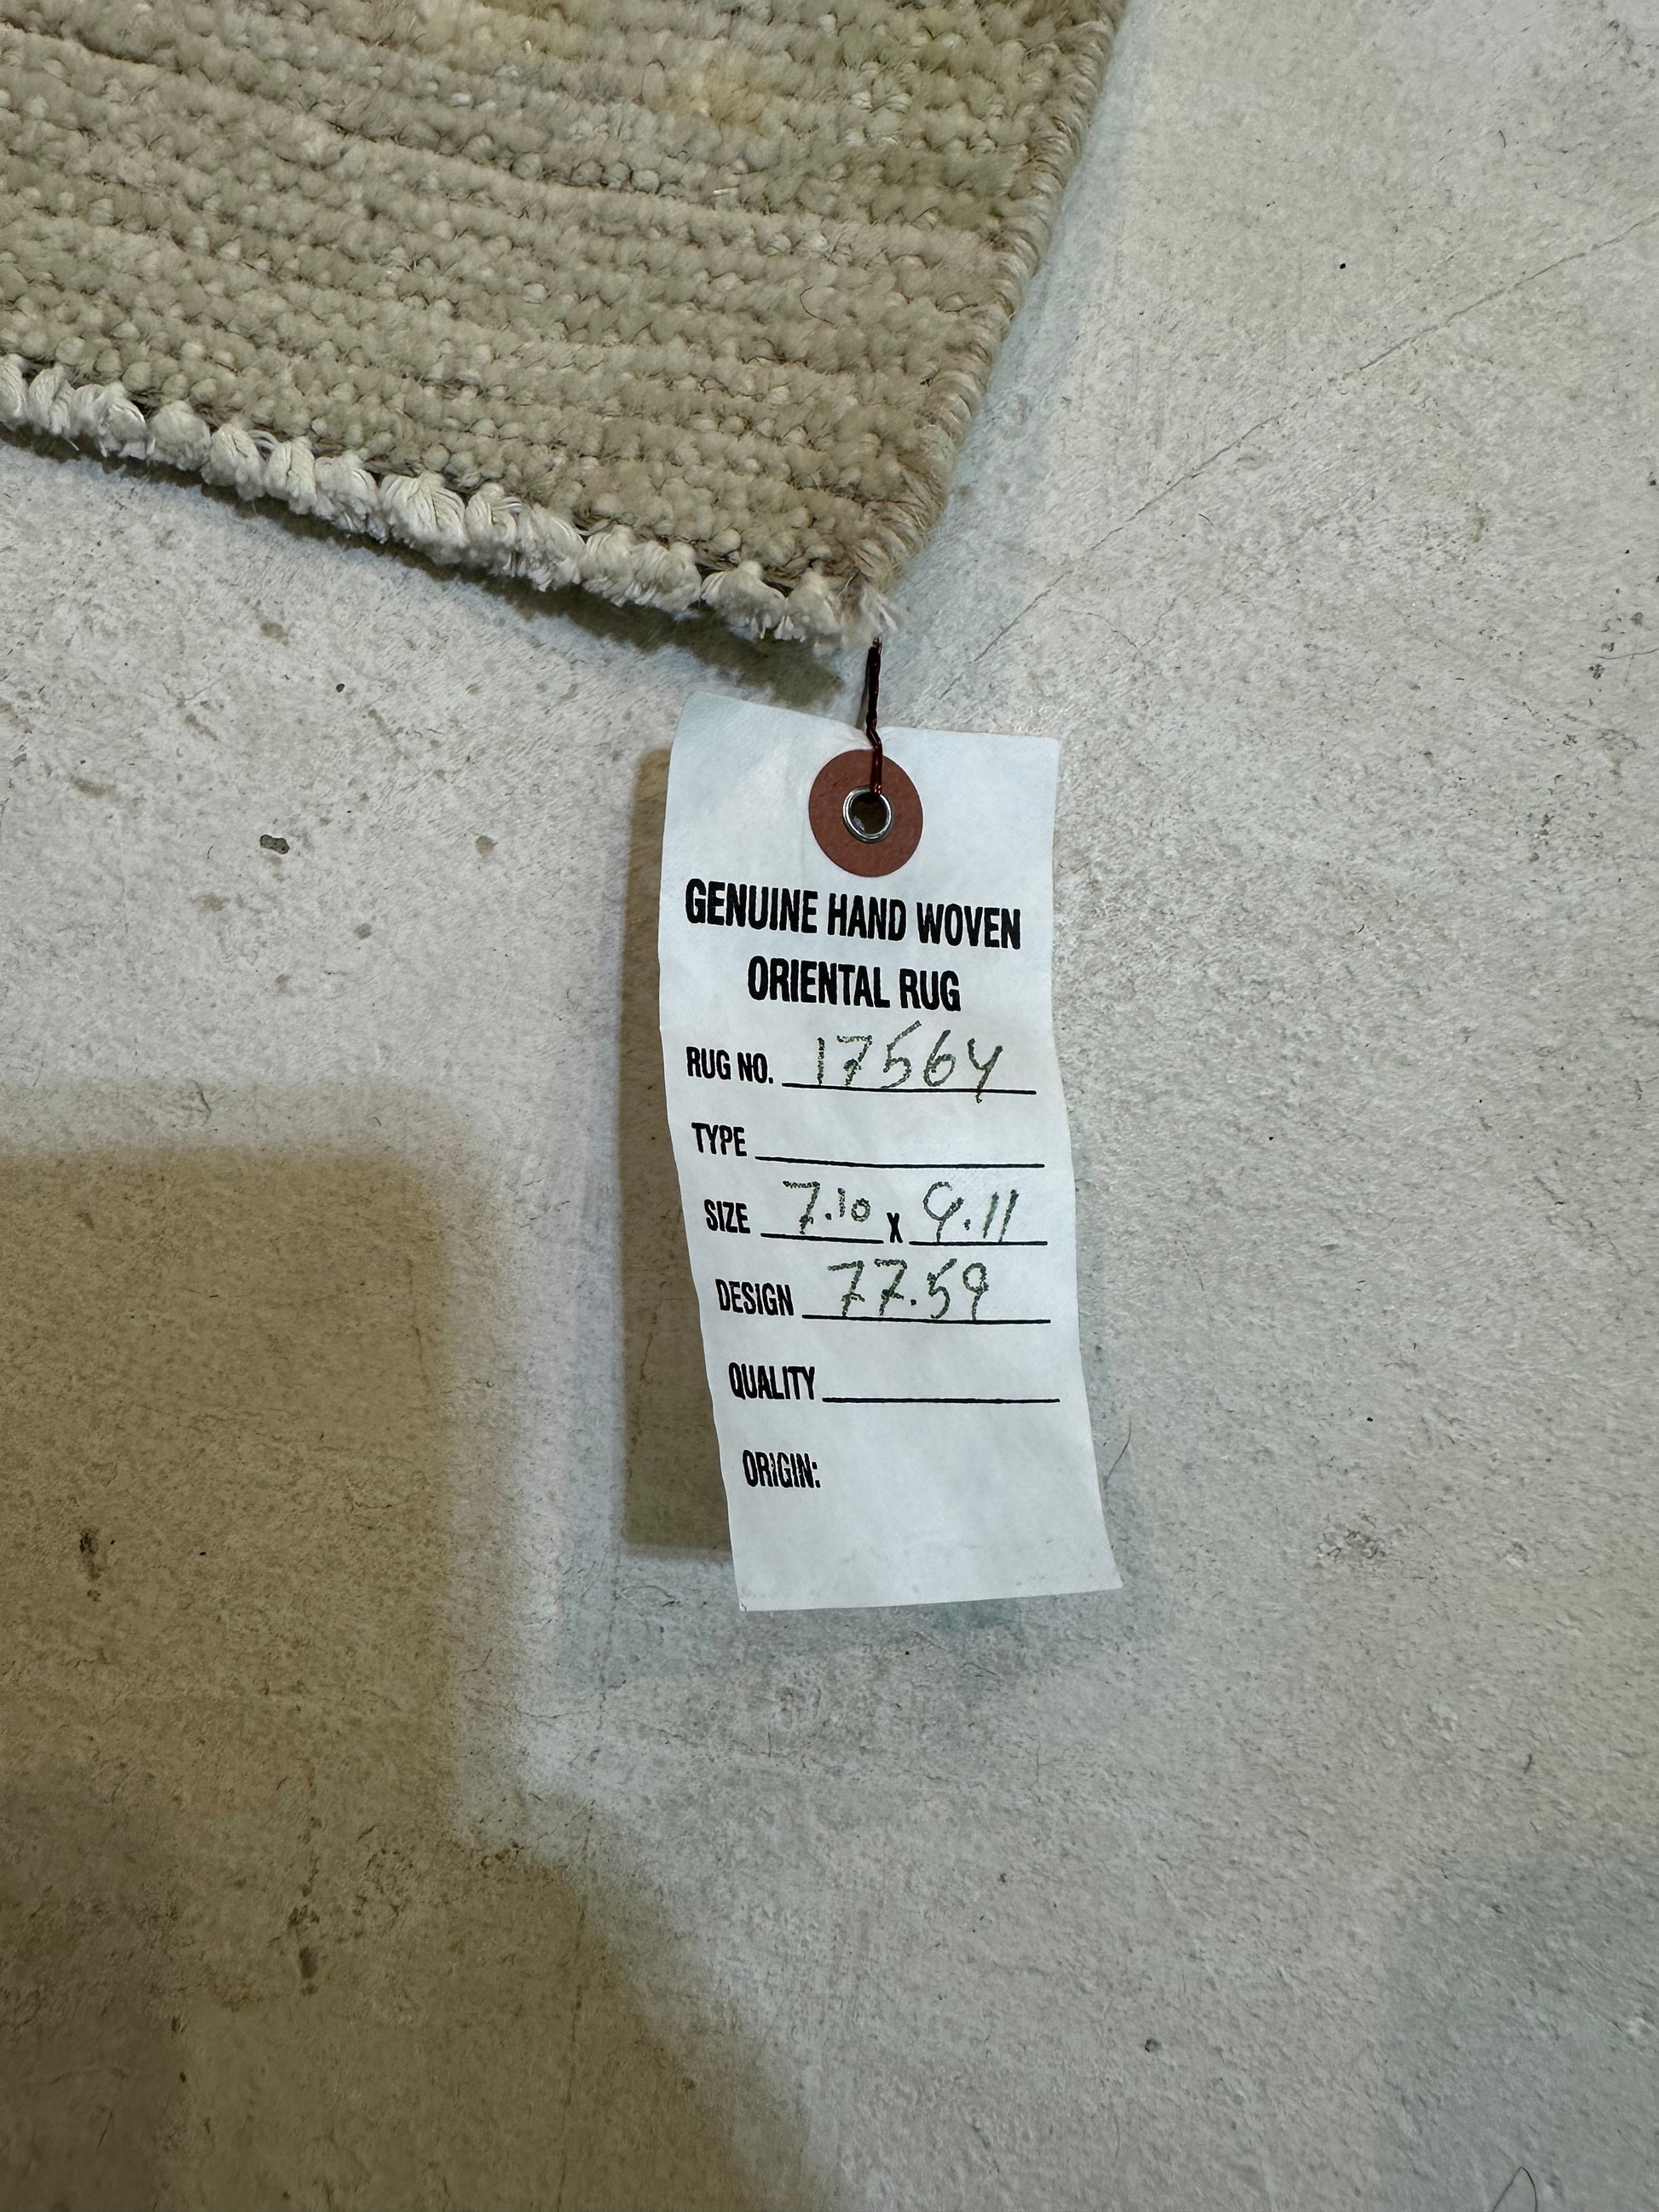 GENUINE HAND WOVEN
ORIENTAL RUG
RUG NO. 17564
TYPE
SIZE 7.10 X 9.11
DESIGN 77.59
QUALITY
ORIGIN: